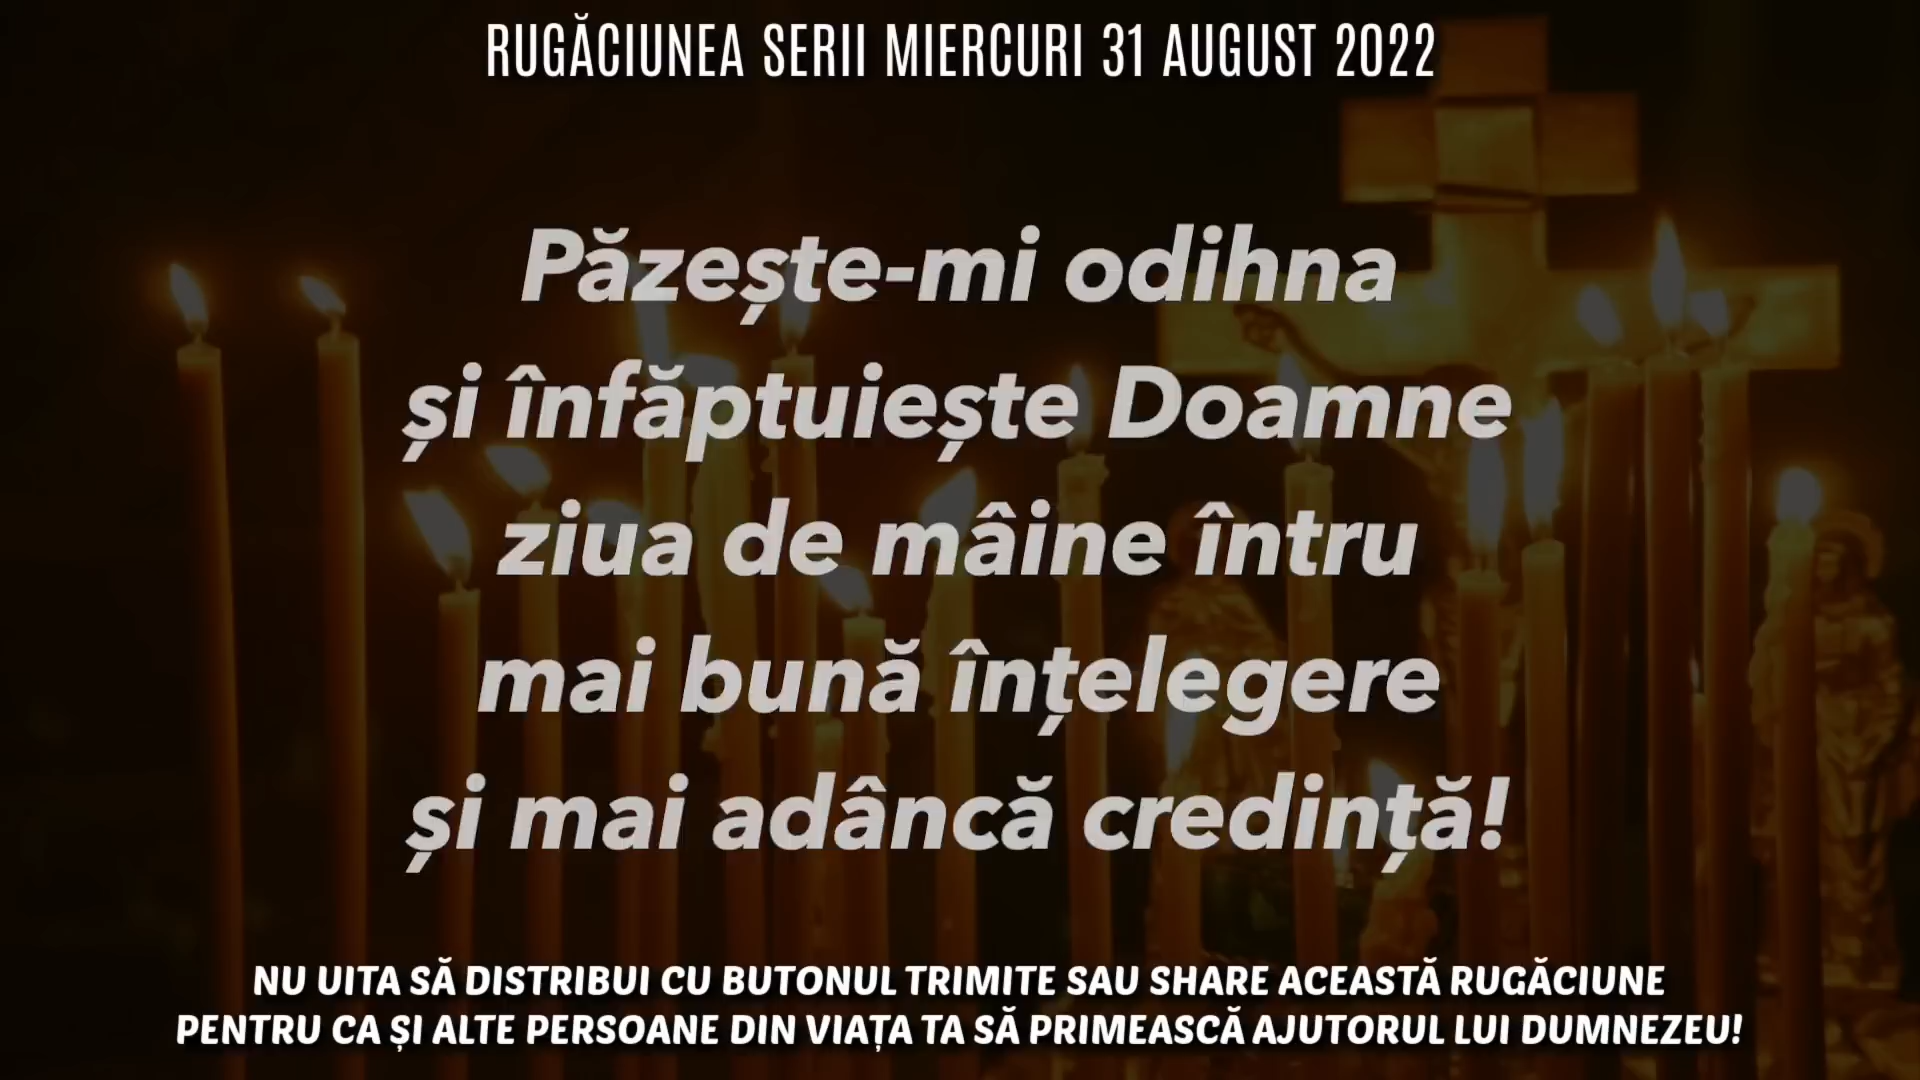 RUGĂCIUNEA SERII MIERCURI 31 AUGUST 2022
Păzește-mi odihna
și înfăptuiește Doamne
ziua de mâine întru
mai bună înțelegere
și mai adâncă credință!
NU UITA SĂ DISTRIBUI CU BUTONUL TRIMITE SAU SHARE ACEASTĂ RUGĂCIUNE
PENTRU CA ȘI ALTE PERSOANE DIN VIAȚA TA SĂ PRIMEASCĂ AJUTORUL LUI DUMNEZEU!